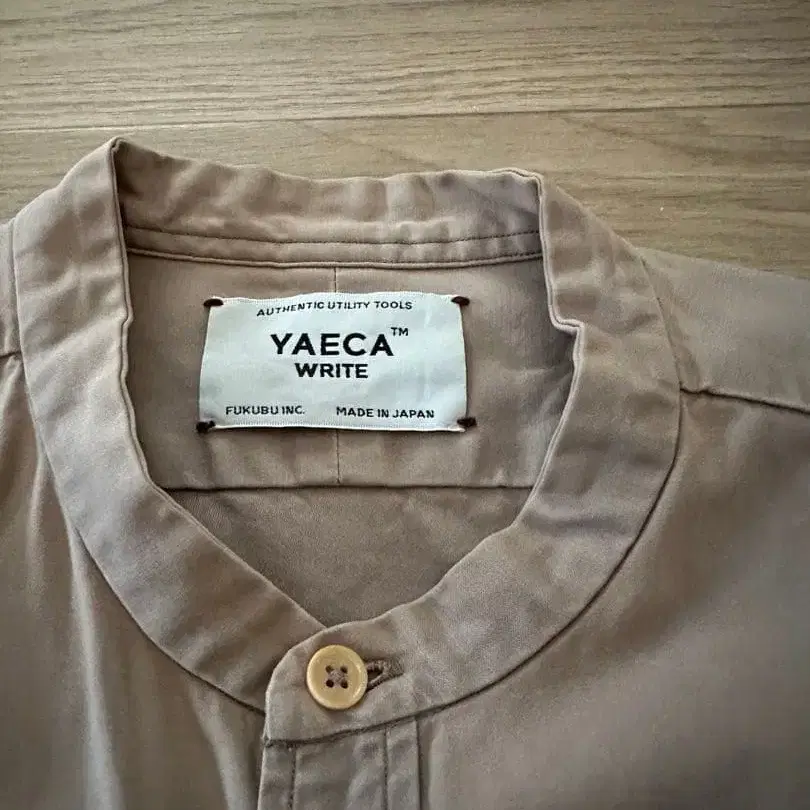 AUTHENTIC UTILITY TOOLS
YAECA™
WRITE
FUKUBU INC. MADE IN JAPAN